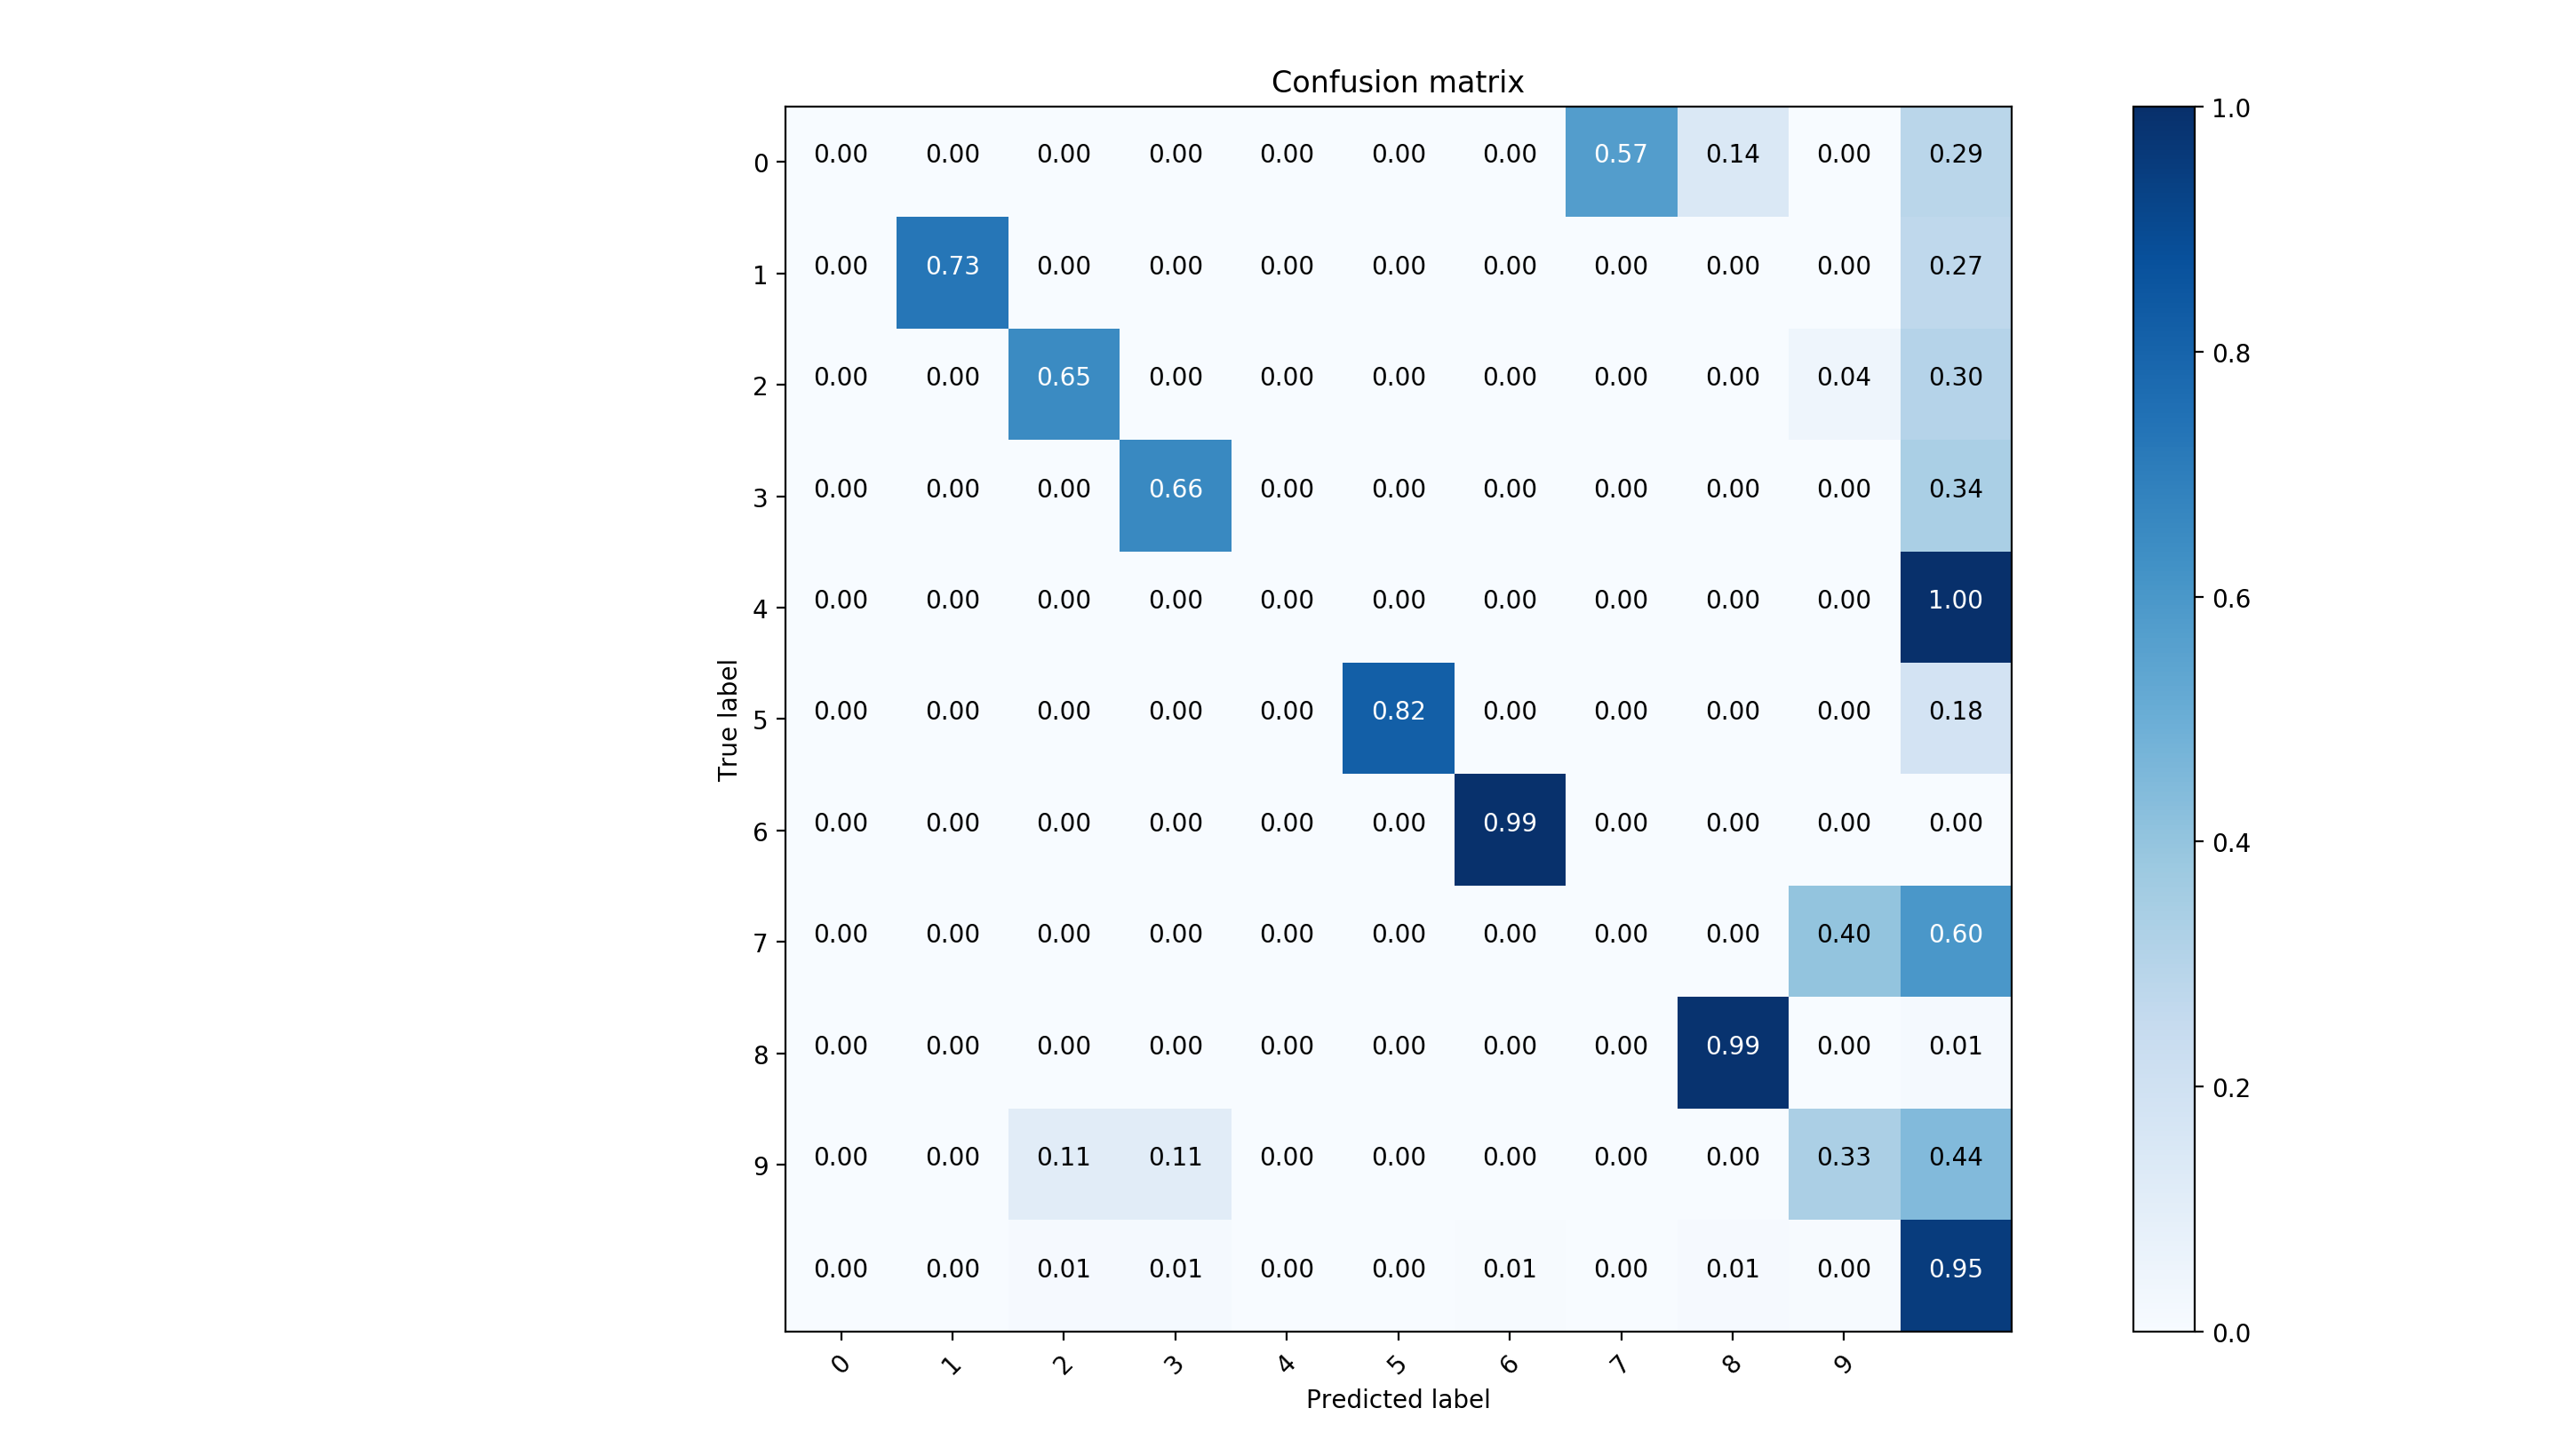 Confusion matrix
0 0.00 0.00 0.00 0.00 0.00 0.00 0.00 0.57 0.14 0.00 0.29
1 0.00 0.73 0.00 0.00 0.00 0.00 0.00 0.00 0.00 0.00 0.27
2 0.00 0.00 0.65 0.00 0.00 0.00 0.00 0.00 0.00 0.04 0.30
3 0.00 0.00 0.00 0.66 0.00 0.00 0.00 0.00 0.00 0.00 0.34
4 0.00 0.00 0.00 0.00 0.00 0.00 0.00 0.00 0.00 0.00 1.00
5 0.00 0.00 0.00 0.00 0.00 0.82 0.00 0.00 0.00 0.00 0.18
6 0.00 0.00 0.00 0.00 0.00 0.00 0.99 0.00 0.00 0.00 0.00
7 0.00 0.00 0.00 0.00 0.00 0.00 0.00 0.00 0.00 0.40 0.60
8 0.00 0.00 0.00 0.00 0.00 0.00 0.00 0.00 0.99 0.00 0.01
9 0.00 0.00 0.11 0.11 0.00 0.00 0.00 0.00 0.00 0.33 0.44
0.00 0.00 0.01 0.01 0.00 0.00 0.01 0.00 0.01 0.00 0.95
0 1 2 3 4 5 6 7 8 9
Predicted label
True label
1.0
0.8
0.6
0.4
0.2
0.0